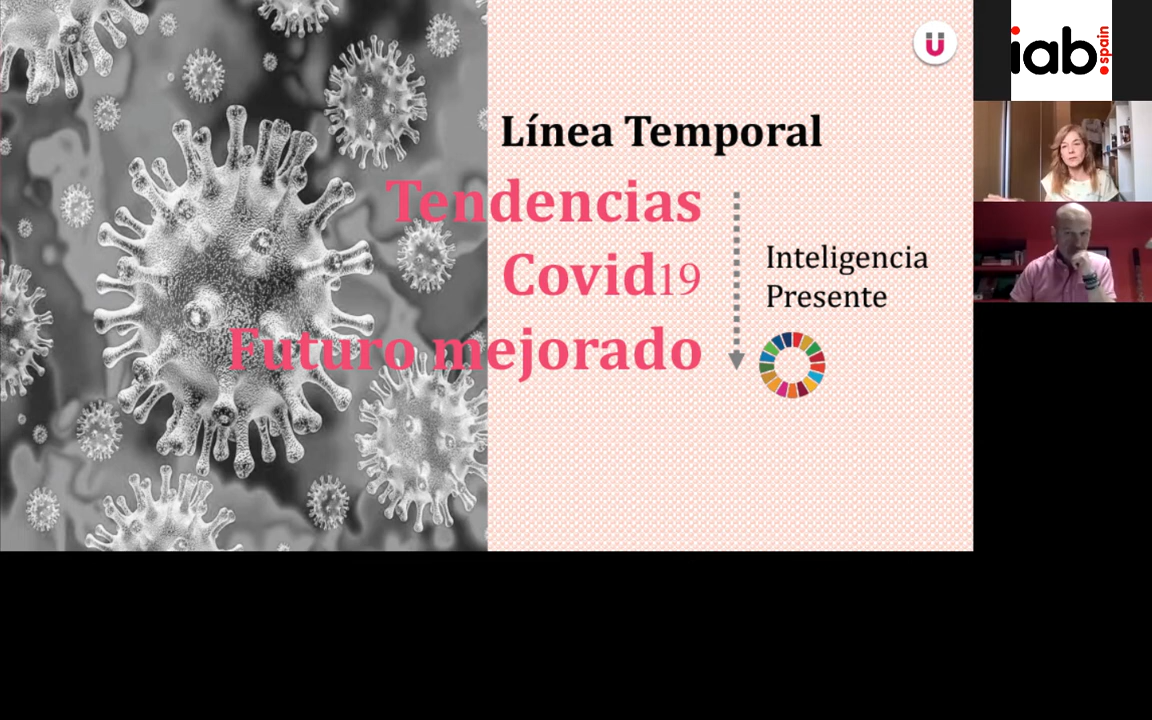 Línea Temporal
Tendencias
Covid19
Futuro mejorado
Inteligencia
Presente
iab
spain